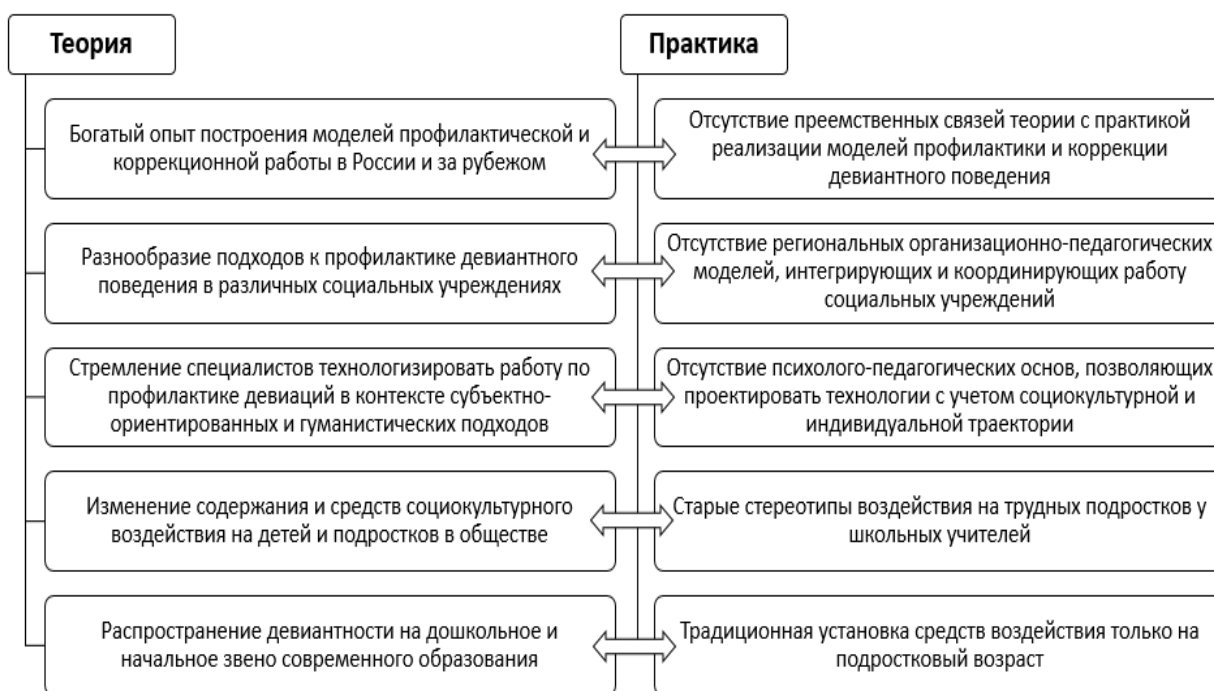 Теория
Практика
Богатый опыт построения моделей профилактической и
коррекционной работы в России и за рубежом
Отсутствие преемственных связей теории с практикой
реализации моделей профилактики и коррекции
девиантного поведения
Разнообразие подходов к профилактике девиантного
поведения в различных социальных учреждениях
Отсутствие региональных организационно-педагогических
моделей, интегрирующих и координирующих работу
социальных учреждений
Стремление специалистов технологизировать работу по
профилактике девиаций в контексте субъектно-
ориентированных и гуманистических подходов
Отсутствие психолого-педагогических основ, позволяющих
проектировать технологии с учетом социокультурной и
индивидуальной траектории
Изменение содержания и средств социокультурного
воздействия на детей и подростков в обществе
Старые стереотипы воздействия на трудных подростков у
школьных учителей
Распространение девиантности на дошкольное и
начальное звено современного образования
Традиционная установка средств воздействия только на
подростковый возраст